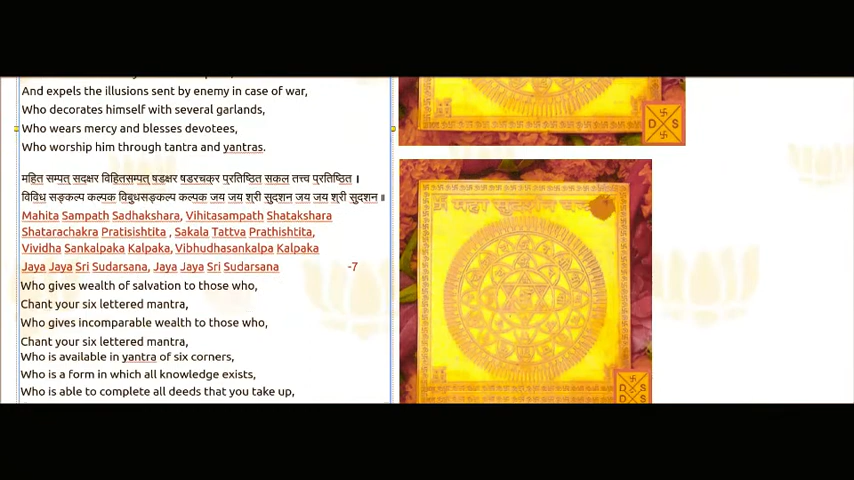 And expels the illusions sent by enemy in case of war,
Who decorates himself with several garlands,
Who wears mercy and blesses devotees,
Who worship him through tantra and yantras.
महित सम्पत् सदक्षर विहितसम्पत् षडक्षर षडरचक्र पुरतिष्ठित सकल तत्त्व पुरतिष्ठित ।
विविध सङ्कल्प कल्पक विबुधसङ्कल्प कल्पक जय जय श्री सुदशन जय जय श्री सुदशन ॥
Mahita Sampath Sadhakshara, Vihitasampath Shatakshara
Shatarachakra Pratisishtita , Sakala Tattva Prathishtita,
Vividha Sankalpaka Kalpaka, Vibhudhasankalpa Kalpaka
Jaya Jaya Sri Sudarsana, Jaya Jaya Sri Sudarsana -7
Who gives wealth of salvation to those who,
Chant your six lettered mantra,
Who gives incomparable wealth to those who,
Chant your six lettered mantra,
Who is available in yantra of six corners,
Who is a form in which all knowledge exists,
Who is able to complete all deeds that you take up,
D S
D S